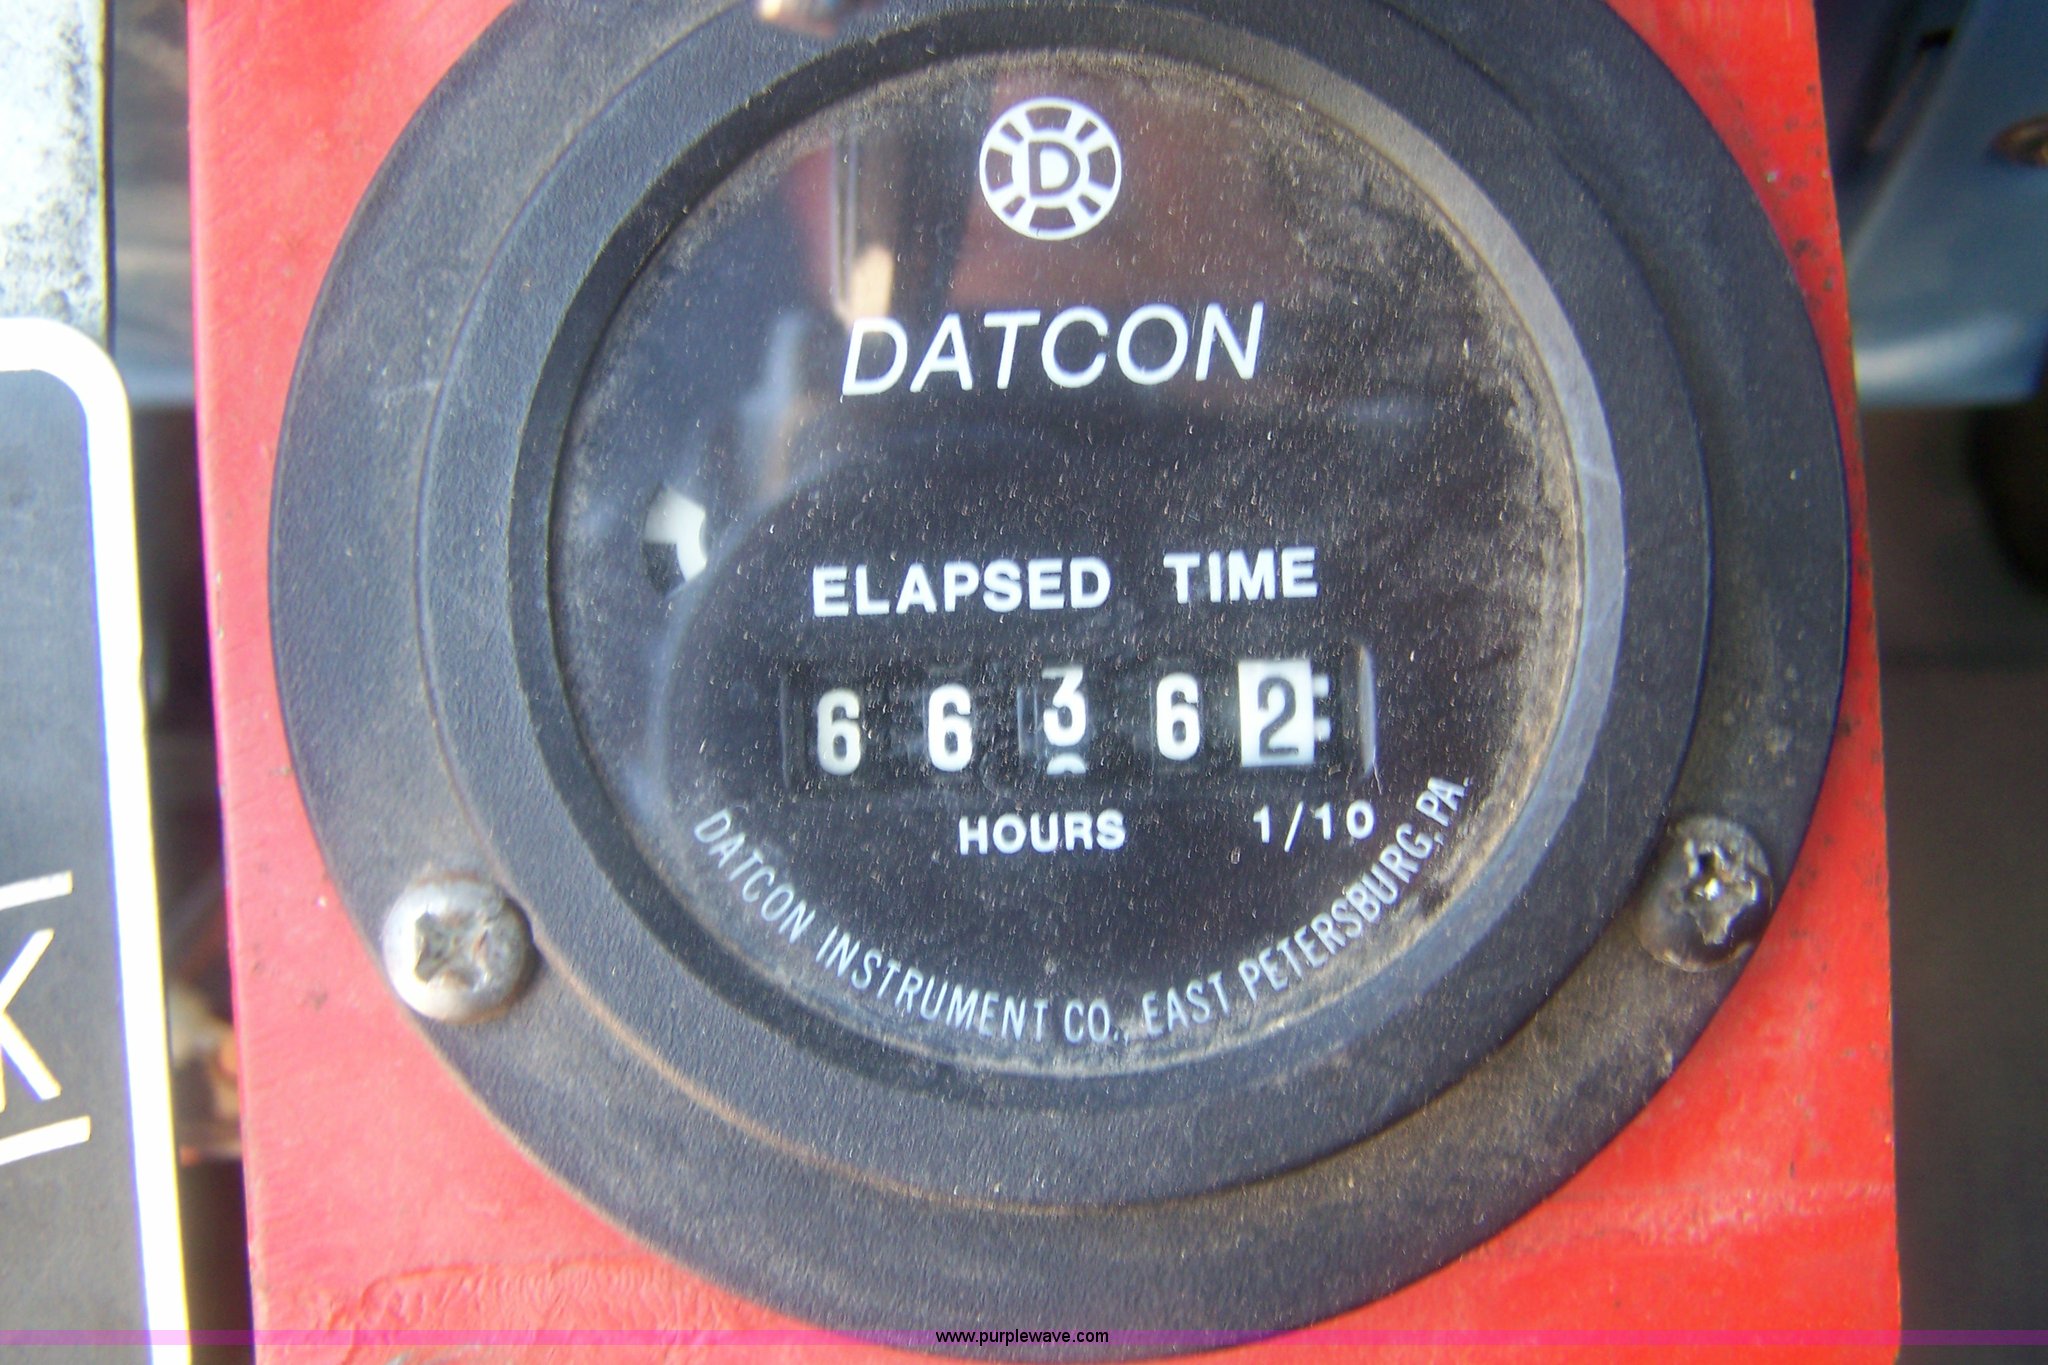 D
DATCON
ELAPSED TIME
6 6 3 6 2
HOURS 1/10
DATCON INSTRUMENT CO., EAST PETERSBURG, PA.
K
www.purplewave.com